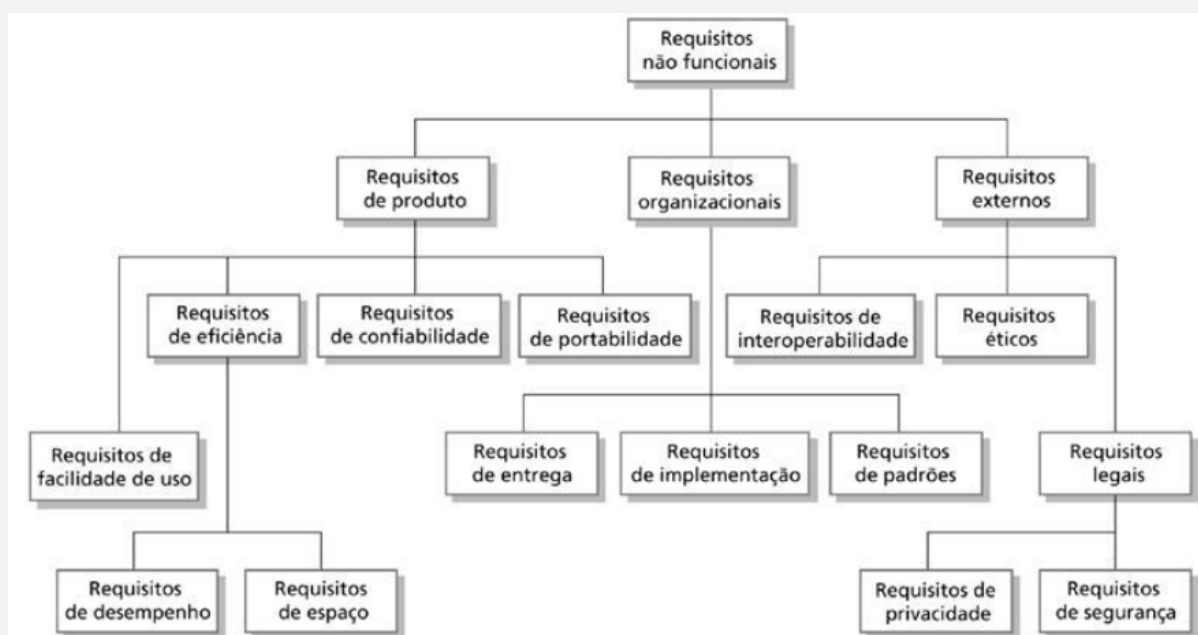 Requisitos
não funcionais
Requisitos
de produto
Requisitos
organizacionais
Requisitos
externos
Requisitos
de eficiência
Requisitos
de confiabilidade
Requisitos
de portabilidade
Requisitos de
interoperabilidade
Requisitos
éticos
Requisitos de
facilidade de uso
Requisitos
de entrega
Requisitos
de implementação
Requisitos
de padrões
Requisitos
legais
Requisitos
de desempenho
Requisitos
de espaço
Requisitos de
privacidade
Requisitos
de segurança